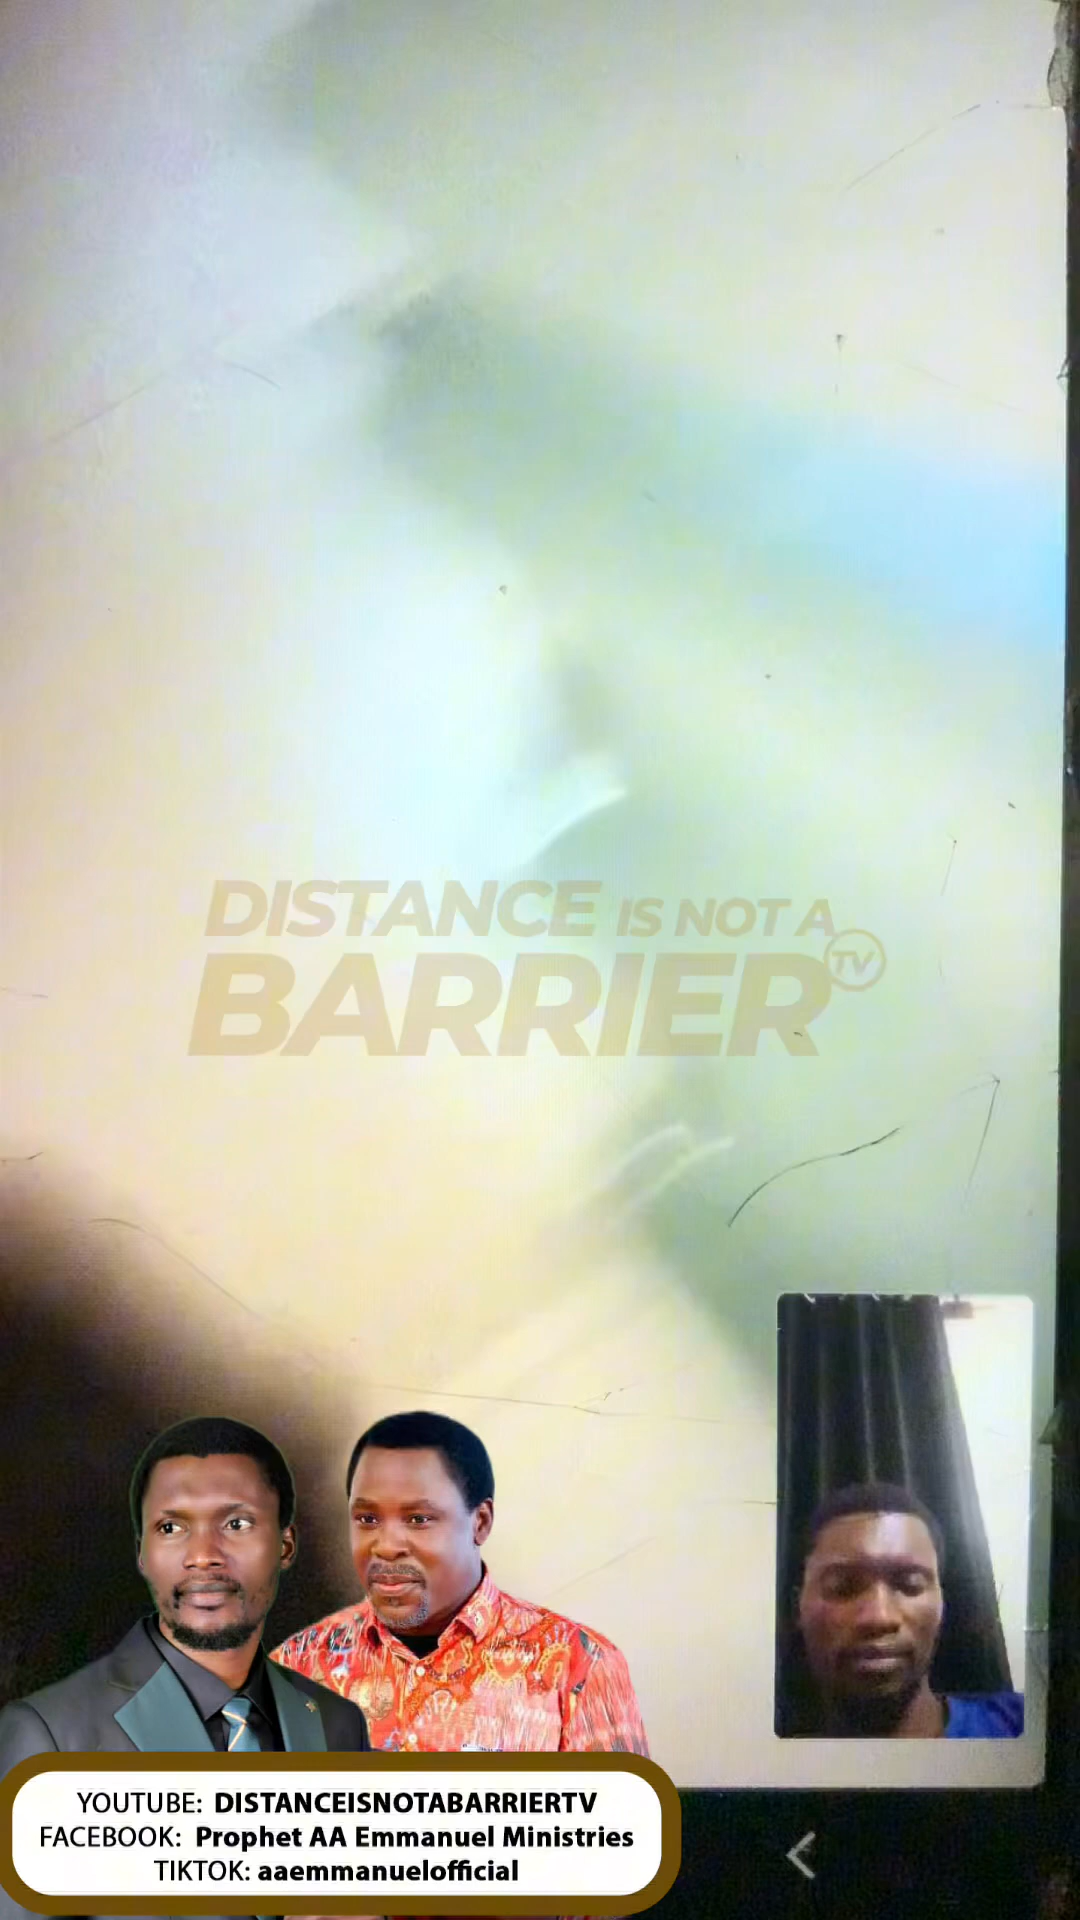 DISTANCE IS NOT A
BARRIER TV
YOUTUBE: DISTANCEISNOTABARRIERTV
FACEBOOK: Prophet AA Emmanuel Ministries
TIKTOK: aaemmanuelofficial